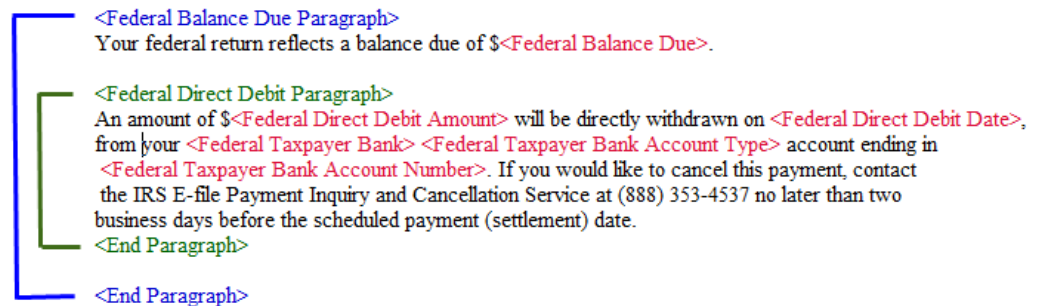 <Federal Balance Due Paragraph>
Your federal return reflects a balance due of $<Federal Balance Due>.
<Federal Direct Debit Paragraph>
An amount of $<Federal Direct Debit Amount> will be directly withdrawn on <Federal Direct Debit Date>,
from your <Federal Taxpayer Bank> <Federal Taxpayer Bank Account Type> account ending in
<Federal Taxpayer Bank Account Number>. If you would like to cancel this payment, contact
the IRS E-file Payment Inquiry and Cancellation Service at (888) 353-4537 no later than two
business days before the scheduled payment (settlement) date.
<End Paragraph>
<End Paragraph>